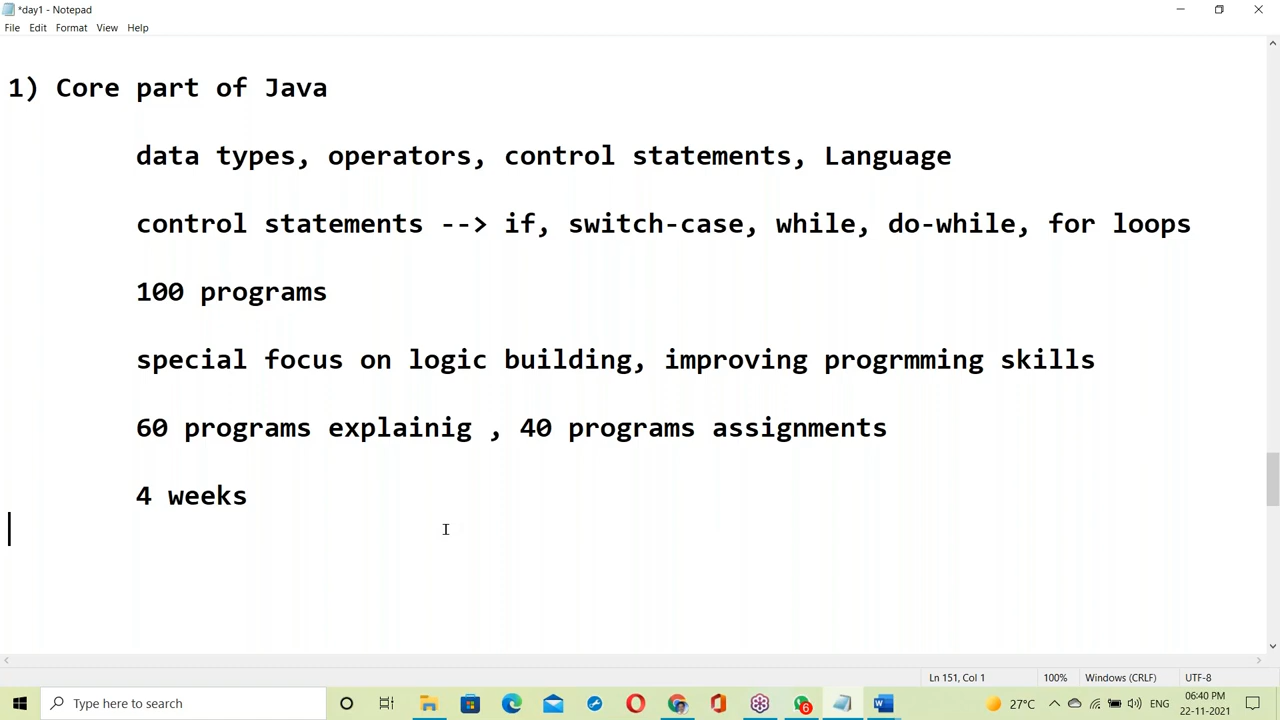 *day1 - Notepad
File Edit Format View Help
1) Core part of Java
data types, operators, control statements, Language
control statements --> if, switch-case, while, do-while, for loops
100 programs
special focus on logic building, improving progrmming skills
60 programs explainig , 40 programs assignments
4 weeks
Ln 151, Col 1 100% Windows (CRLF) UTF-8
Type here to search 6 27°C ENG 06:40 PM
22-11-2021